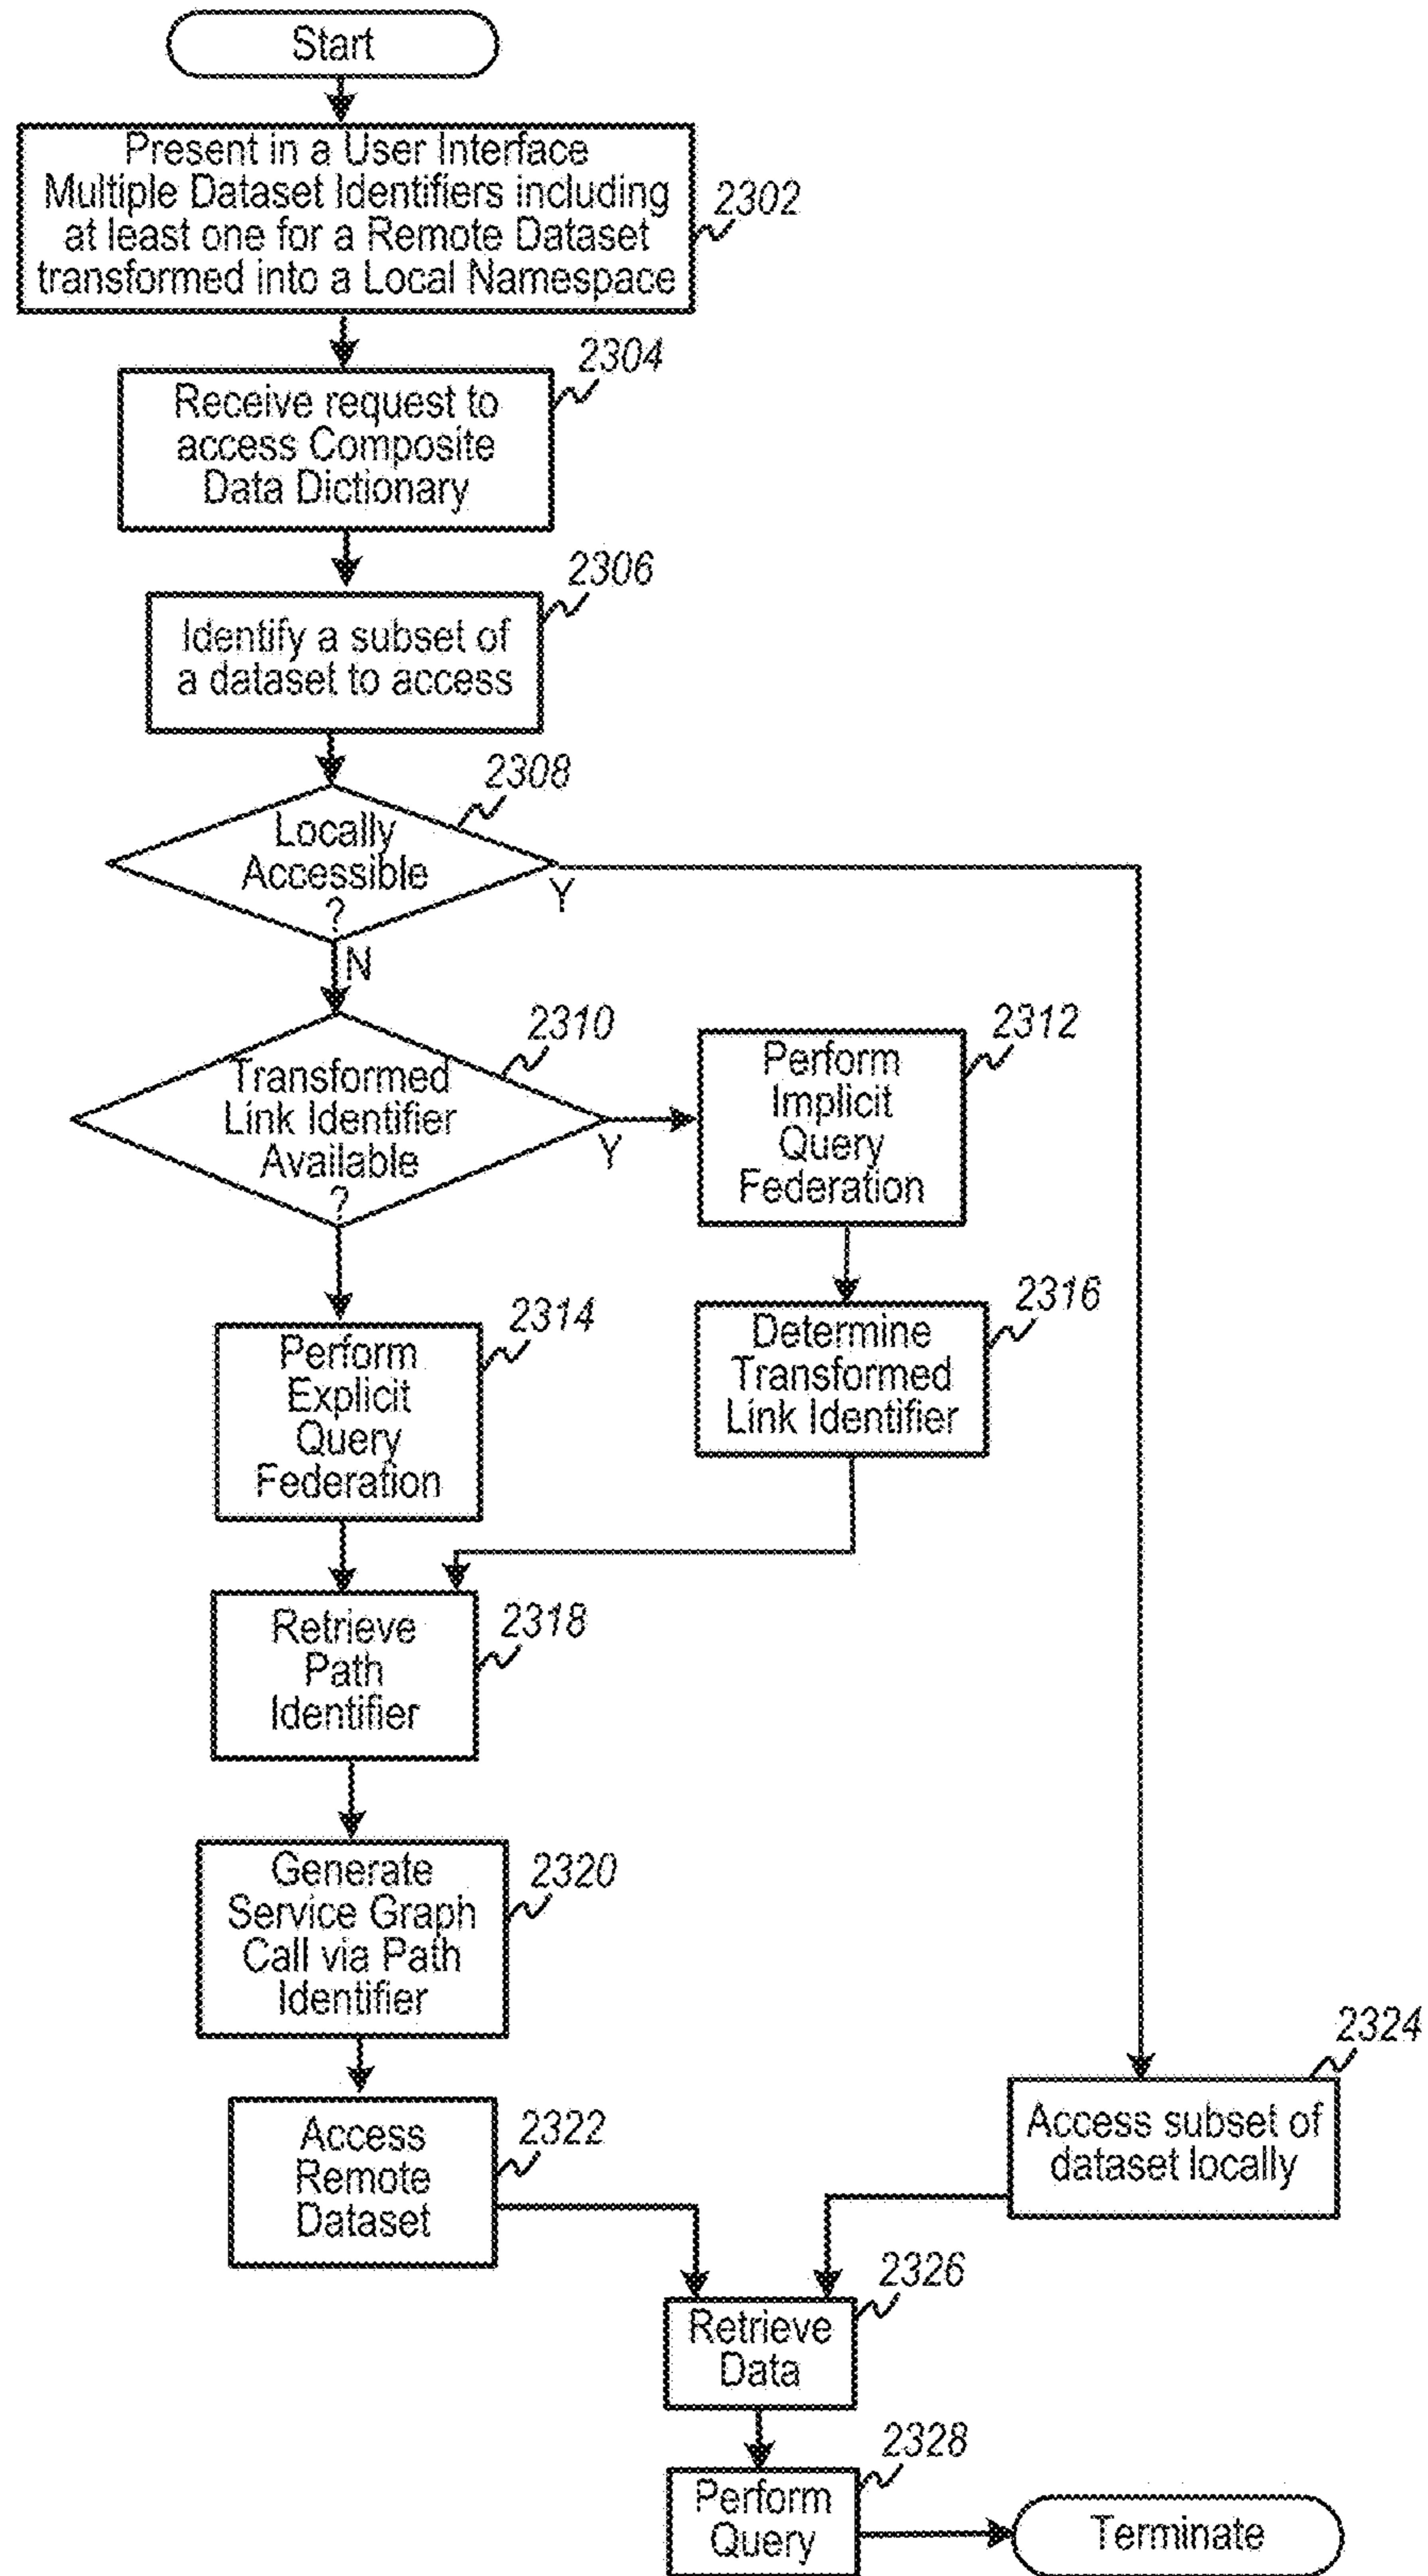 Start
Present in a User Interface
Multiple Dataset Identifiers including
at least one for a Remote Dataset
transformed into a Local Namespace
2302
2304
Receive request to
access Composite
Data Dictionary
2306
Identify a subset of
a dataset to access
2308
Locally
Accessible
?
Y
N
2310
Transformed
Link Identifier
Available
?
Y
2312
Perform
Implicit
Query
Federation
2314
Perform
Explicit
Query
Federation
2316
Determine
Transformed
Link Identifier
2318
Retrieve
Path
Identifier
2320
Generate
Service Graph
Call via Path
Identifier
2322
Access
Remote
Dataset
2324
Access subset of
dataset locally
2326
Retrieve
Data
2328
Perform
Query
Terminate